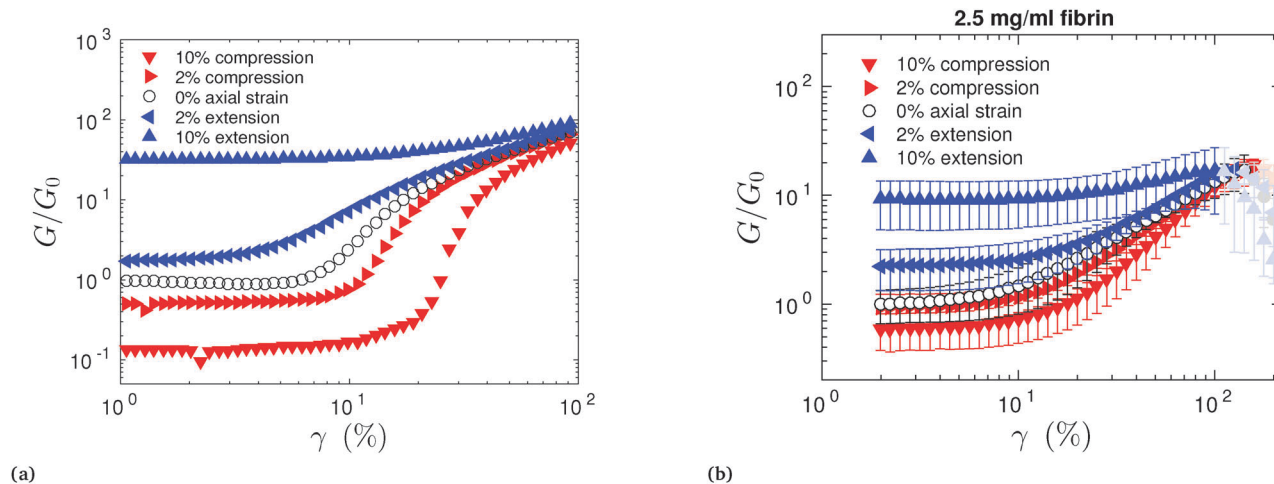 10³
10²
10¹
10⁰
10⁻¹
G/G₀
10% compression
2% compression
0% axial strain
2% extension
10% extension
10⁰
10¹
10²
γ (%)
(a)
2.5 mg/ml fibrin
10²
10¹
10⁰
G/G₀
10% compression
2% compression
0% axial strain
2% extension
10% extension
10⁰
10¹
10²
γ (%)
(b)